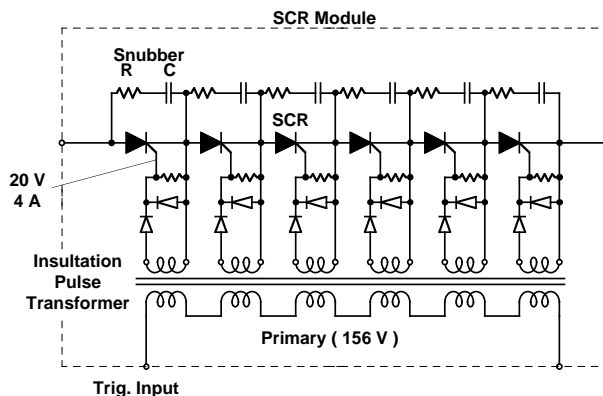 SCR Module
Snubber
R C
SCR
20 V
4 A
Insultation
Pulse
Transformer
Primary ( 156 V )
Trig. Input